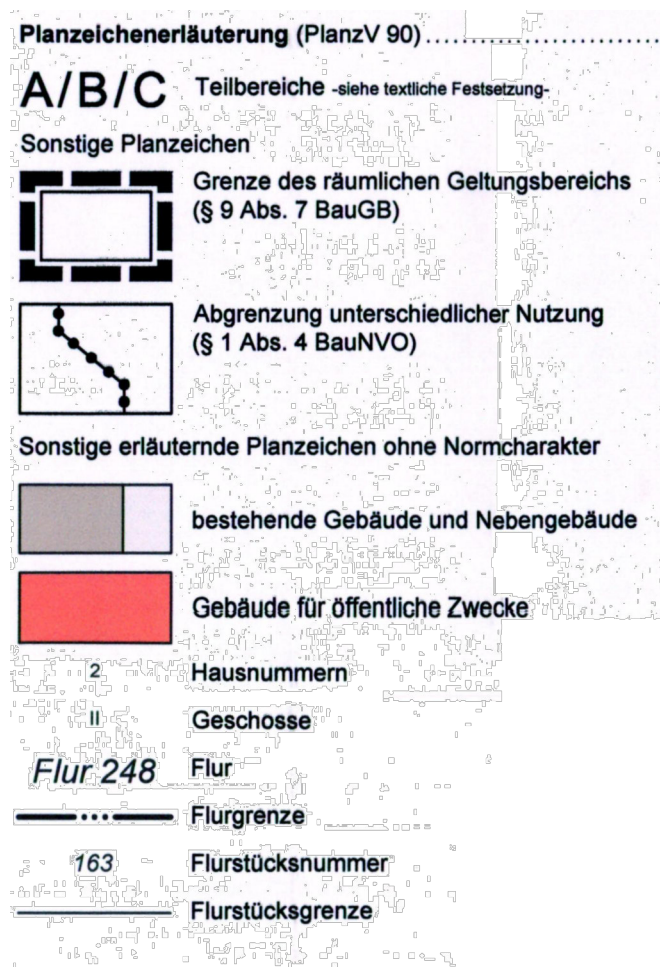 Planzeichenerläuterung (PlanzV 90)
A/B/C Teilbereiche -siehe textliche Festsetzung-
Sonstige Planzeichen
Grenze des räumlichen Geltungsbereichs
(§ 9 Abs. 7 BauGB)
Abgrenzung unterschiedlicher Nutzung
(§ 1 Abs. 4 BauNVO)
Sonstige erläuternde Planzeichen ohne Normcharakter
bestehende Gebäude und Nebengebäude
Gebäude für öffentliche Zwecke
2 Hausnummern
II Geschosse
Flur 248 Flur
Flurgrenze
163 Flurstücksnummer
Flurstücksgrenze